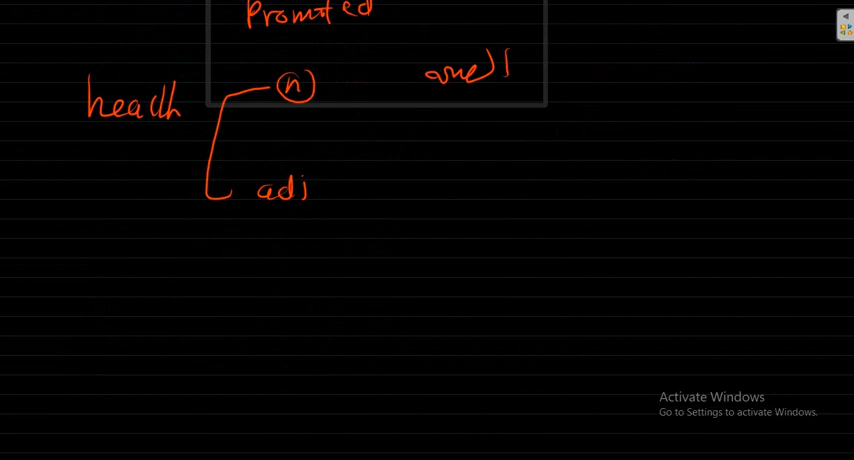 Promoted
health
n
adj
Activate Windows
Go to Settings to activate Windows.